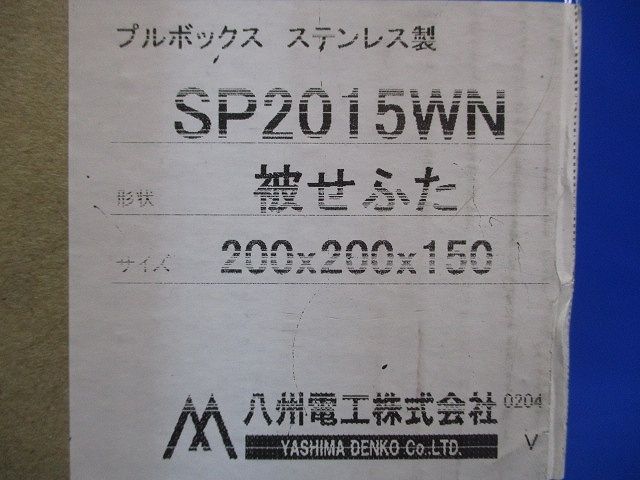 プルボックス ステンレス製
SP2015WN
形状 被せふた
サイズ 200x200x150
八州電工株式会社 0204
YASHIMA DENKO Co.LTD. V